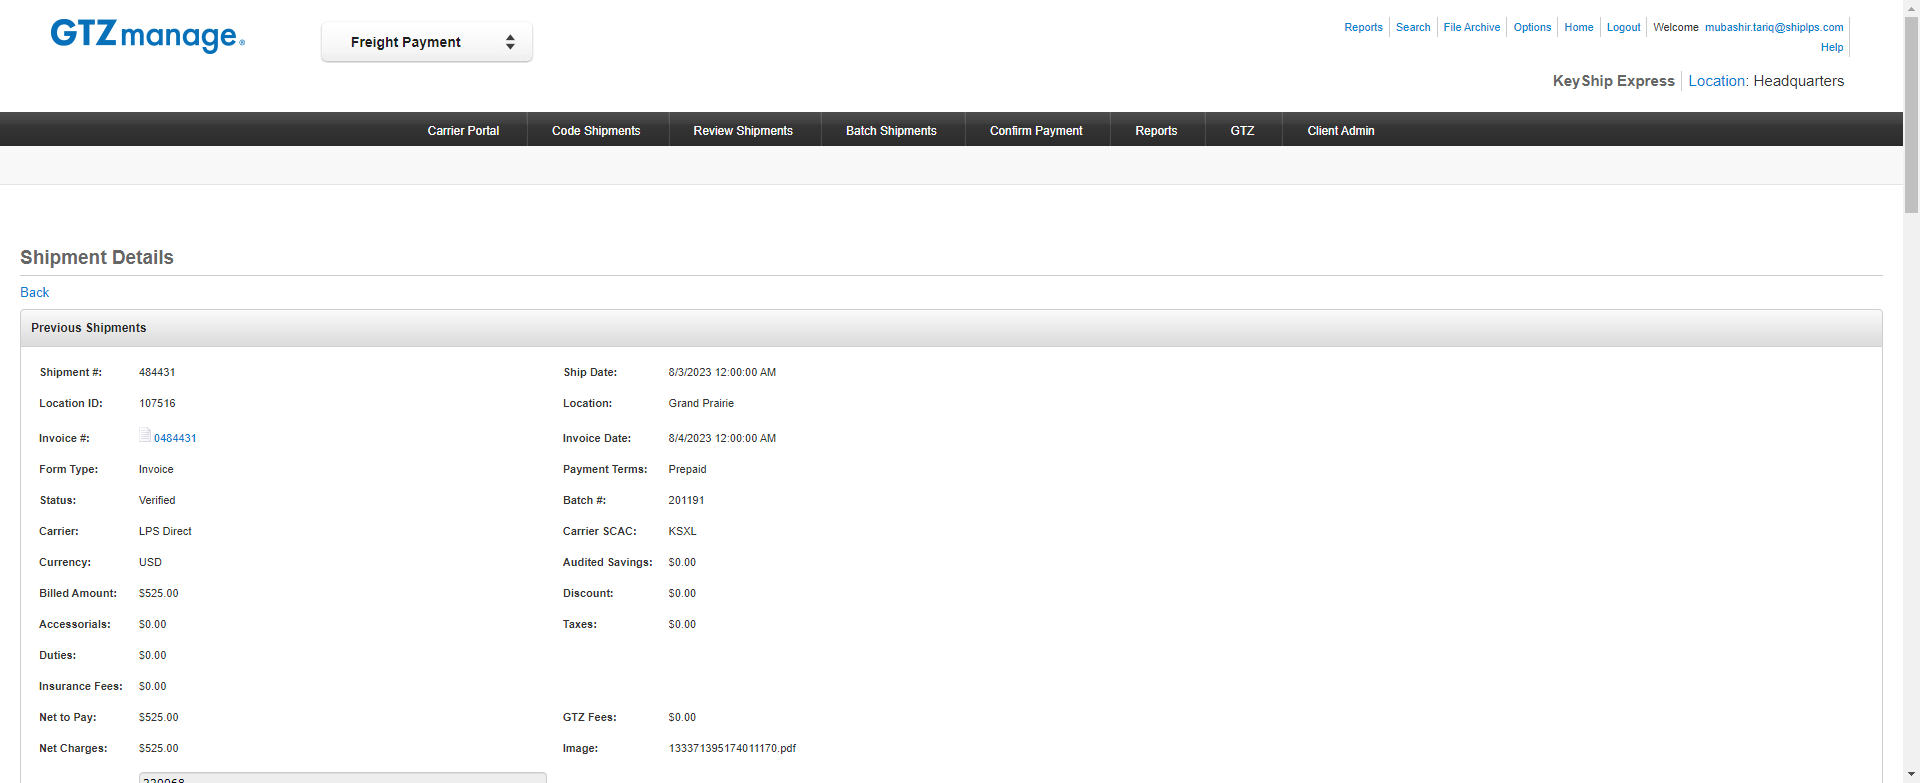 GTZmanage®
Freight Payment
Reports Search File Archive Options Home Logout Welcome mubashir.tariq@shiplps.com
Help
KeyShip Express Location: Headquarters
Carrier Portal Code Shipments Review Shipments Batch Shipments Confirm Payment Reports GTZ Client Admin
Shipment Details
Back
Previous Shipments
Shipment #: 484431 Ship Date: 8/3/2023 12:00:00 AM
Location ID: 107516 Location: Grand Prairie
Invoice #: 0484431 Invoice Date: 8/4/2023 12:00:00 AM
Form Type: Invoice Payment Terms: Prepaid
Status: Verified Batch #: 201191
Carrier: LPS Direct Carrier SCAC: KSXL
Currency: USD Audited Savings: $0.00
Billed Amount: $525.00 Discount: $0.00
Accessorials: $0.00 Taxes: $0.00
Duties: $0.00
Insurance Fees: $0.00
Net to Pay: $525.00 GTZ Fees: $0.00
Net Charges: $525.00 Image: 133371395174011170.pdf